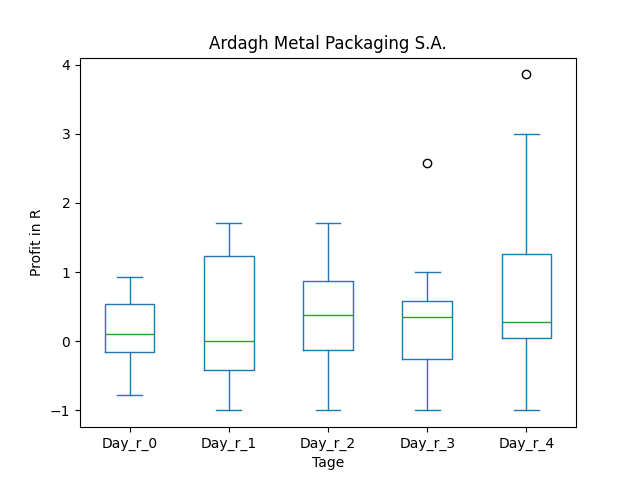 Ardagh Metal Packaging S.A.
Profit in R
4
3
2
1
0
−1
Day_r_0 Day_r_1 Day_r_2 Day_r_3 Day_r_4
Tage